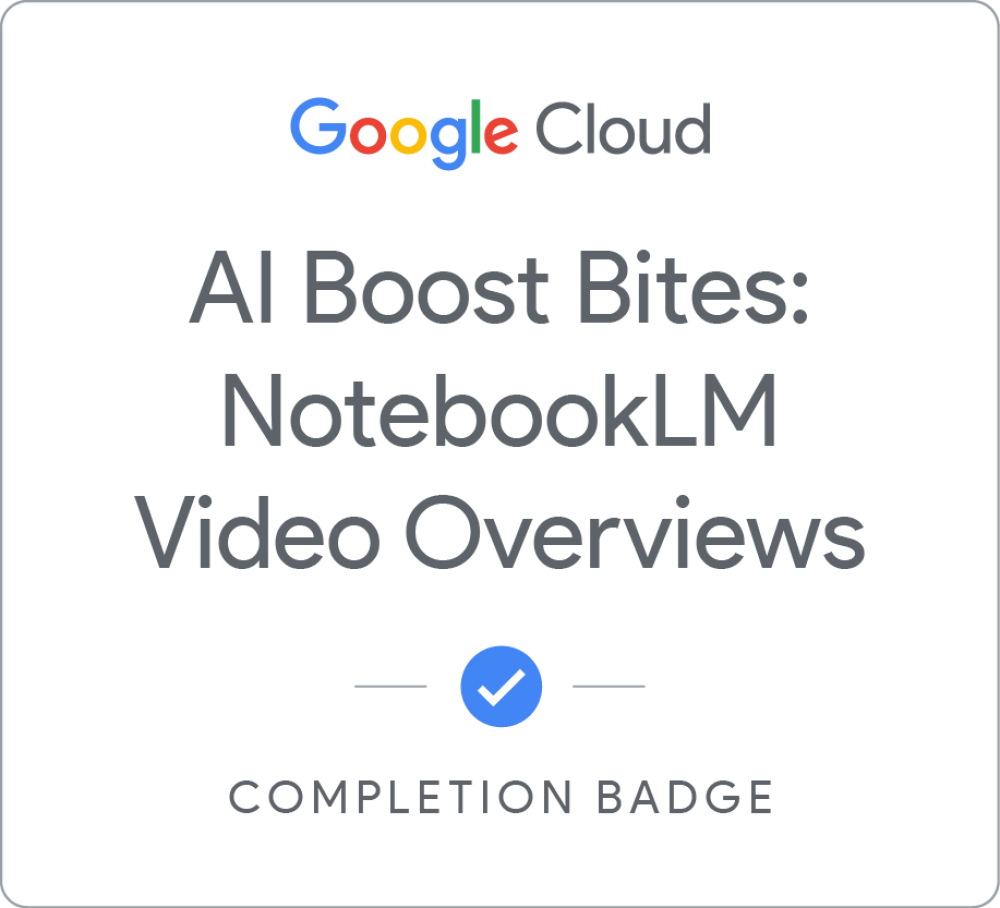 Google Cloud
AI Boost Bites:
NotebookLM
Video Overviews
COMPLETION BADGE